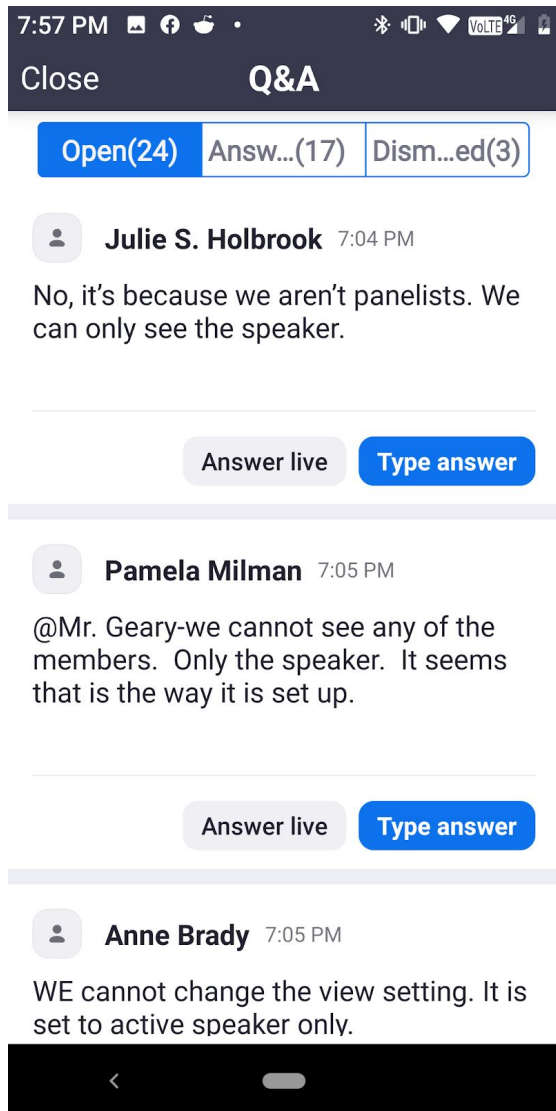 7:57 PM
VoLTE 4G
Close
Q&A
Open(24) Answ...(17) Dism...ed(3)
Julie S. Holbrook 7:04 PM
No, it's because we aren't panelists. We
can only see the speaker.
Answer live Type answer
Pamela Milman 7:05 PM
@Mr. Geary-we cannot see any of the
members.  Only the speaker.  It seems
that is the way it is set up.
Answer live Type answer
Anne Brady 7:05 PM
WE cannot change the view setting. It is
set to active speaker only.